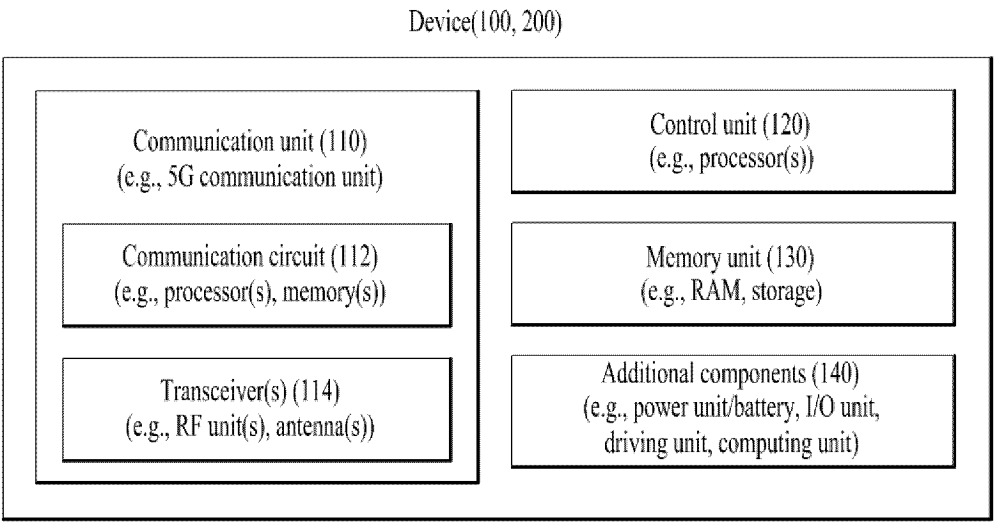 Device(100, 200)
Communication unit (110)
(e.g., 5G communication unit)
Communication circuit (112)
(e.g., processor(s), memory(s))
Transceiver(s) (114)
(e.g., RF unit(s), antenna(s))
Control unit (120)
(e.g., processor(s))
Memory unit (130)
(e.g., RAM, storage)
Additional components (140)
(e.g., power unit/battery, I/O unit,
driving unit, computing unit)